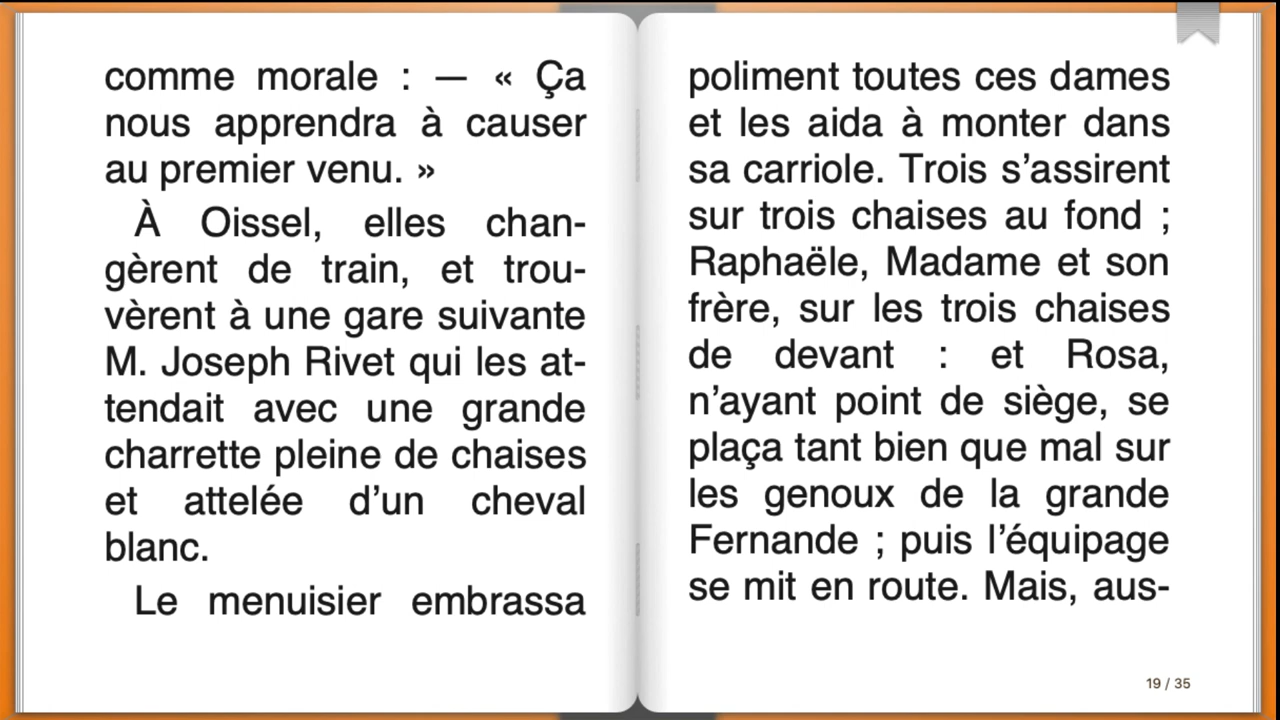 comme morale : — « Ça
nous apprendra à causer
au premier venu. »
À Oissel, elles chan-
gèrent de train, et trou-
vèrent à une gare suivante
M. Joseph Rivet qui les at-
tendait avec une grande
charrette pleine de chaises
et attelée d’un cheval
blanc.
Le menuisier embrassa
poliment toutes ces dames
et les aida à monter dans
sa carriole. Trois s’assirent
sur trois chaises au fond ;
Raphaële, Madame et son
frère, sur les trois chaises
de devant : et Rosa,
n’ayant point de siège, se
plaça tant bien que mal sur
les genoux de la grande
Fernande ; puis l’équipage
se mit en route. Mais, aus-
19 / 35